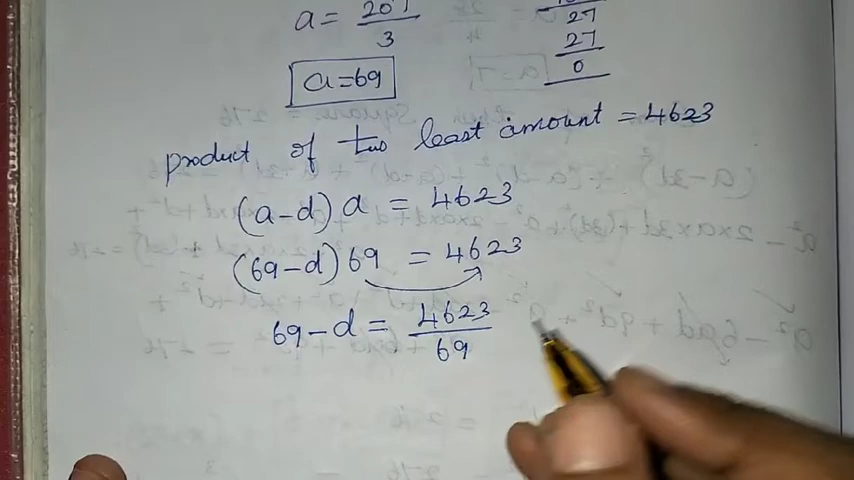 a = 207
3
27
27
0
a=69
product of two least amount = 4623
(a-d) a = 4623
(69-d) 69 = 4623
69-d = 4623
69